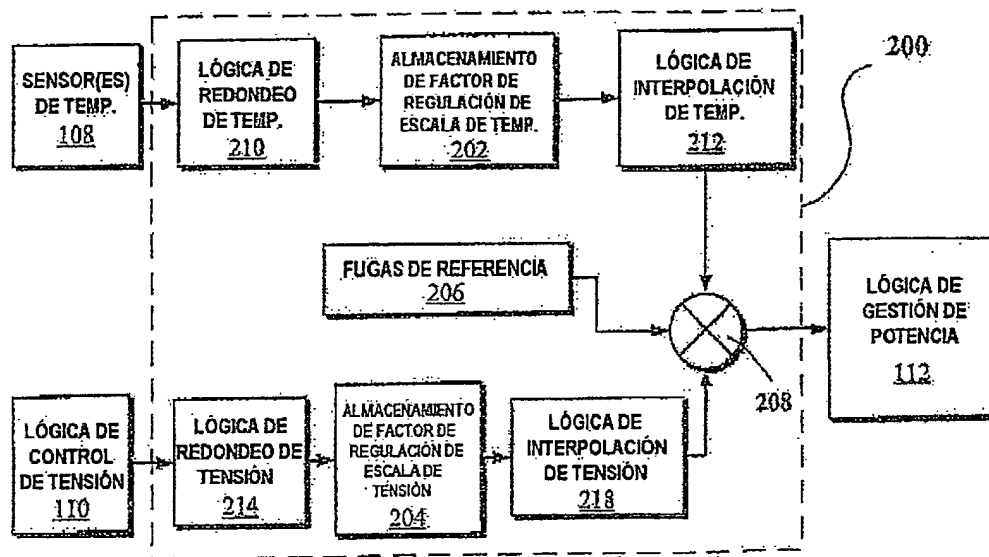 SENSOR(ES)
DE TEMP.
108
LÓGICA DE
REDONDEO
DE TEMP.
210
ALMACENAMIENTO
DE FACTOR DE
REGULACIÓN DE
ESCALA DE TEMP.
202
LÓGICA DE
INTERPOLACIÓN
DE TEMP.
212
200
FUGAS DE REFERENCIA
206
208
LÓGICA DE
GESTIÓN DE
POTENCIA
112
LÓGICA DE
CONTROL
DE TENSIÓN
110
LÓGICA DE
REDONDEO DE
TENSIÓN
214
ALMACENAMIENTO
DE FACTOR DE
REGULACIÓN DE
ESCALA DE
TENSIÓN
204
LÓGICA DE
INTERPOLACIÓN
DE TENSIÓN
218